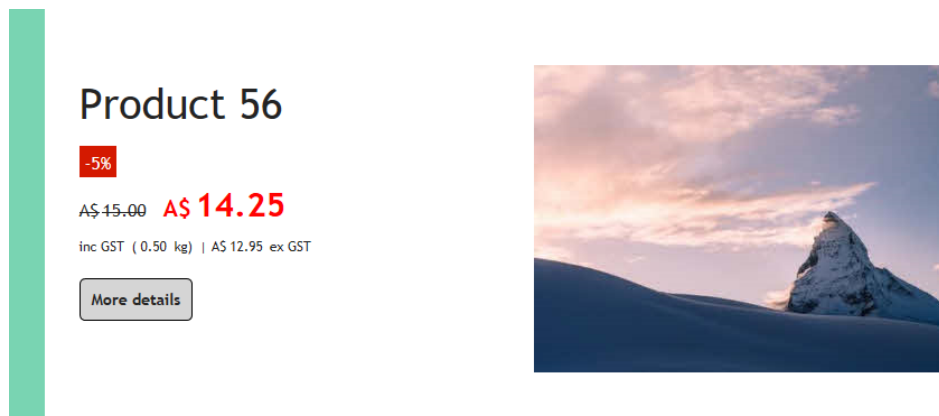 Product 56
-5%
A$ 15.00 A$ 14.25
inc GST ( 0.50 kg) | A$ 12.95 ex GST
More details